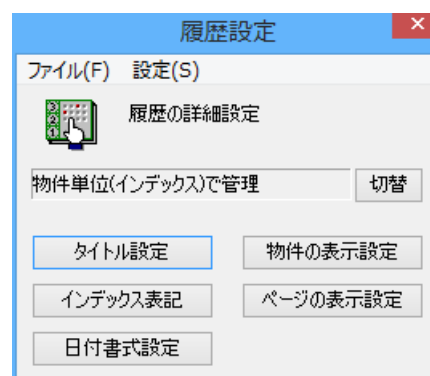 履歴設定
ファイル(F) 設定(S)
履歴の詳細設定
物件単位(インデックス)で管理 切替
タイトル設定 物件の表示設定
インデックス表記 ページの表示設定
日付書式設定